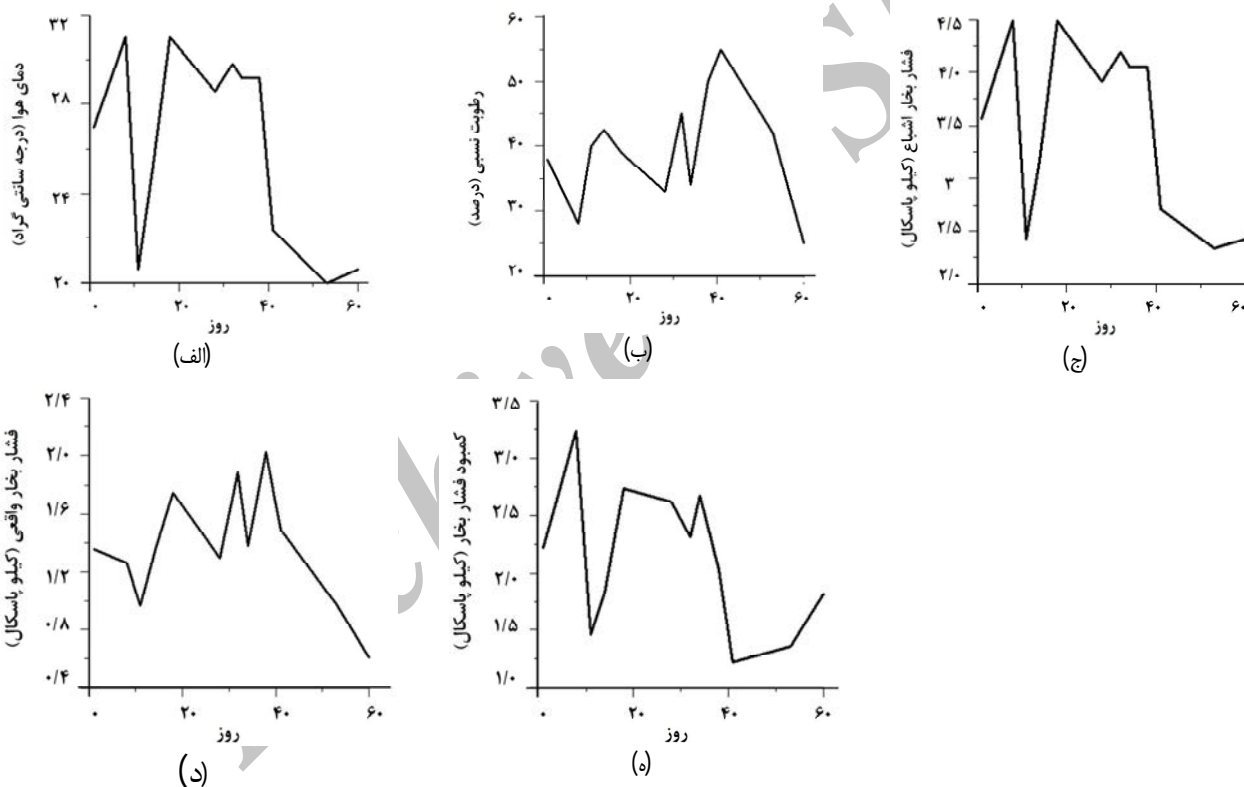 دمای هوا (درجه سانتی گراد)
۳۲
۲۸
۲۴
۲۰
۰ ۲۰ ۴۰ ۶۰
روز
(الف)
رطوبت نسبی (درصد)
۶۰
۵۰
۴۰
۳۰
۲۰
۰ ۲۰ ۴۰ ۶۰
روز
(ب)
فشار بخار اشباع (کیلو پاسکال)
۴/۵
۴/۰
۳/۵
۳
۲/۵
۲/۰
۰ ۲۰ ۴۰ ۶۰
روز
(ج)
فشار بخار واقعی (کیلو پاسکال)
۲/۴
۲/۰
۱/۶
۱/۲
۰/۸
۰/۴
۰ ۲۰ ۴۰ ۶۰
روز
(د)
کمبود فشار بخار (کیلو پاسکال)
۳/۵
۳/۰
۲/۵
۲/۰
۱/۵
۱/۰
۰ ۲۰ ۴۰ ۶۰
روز
(ه)